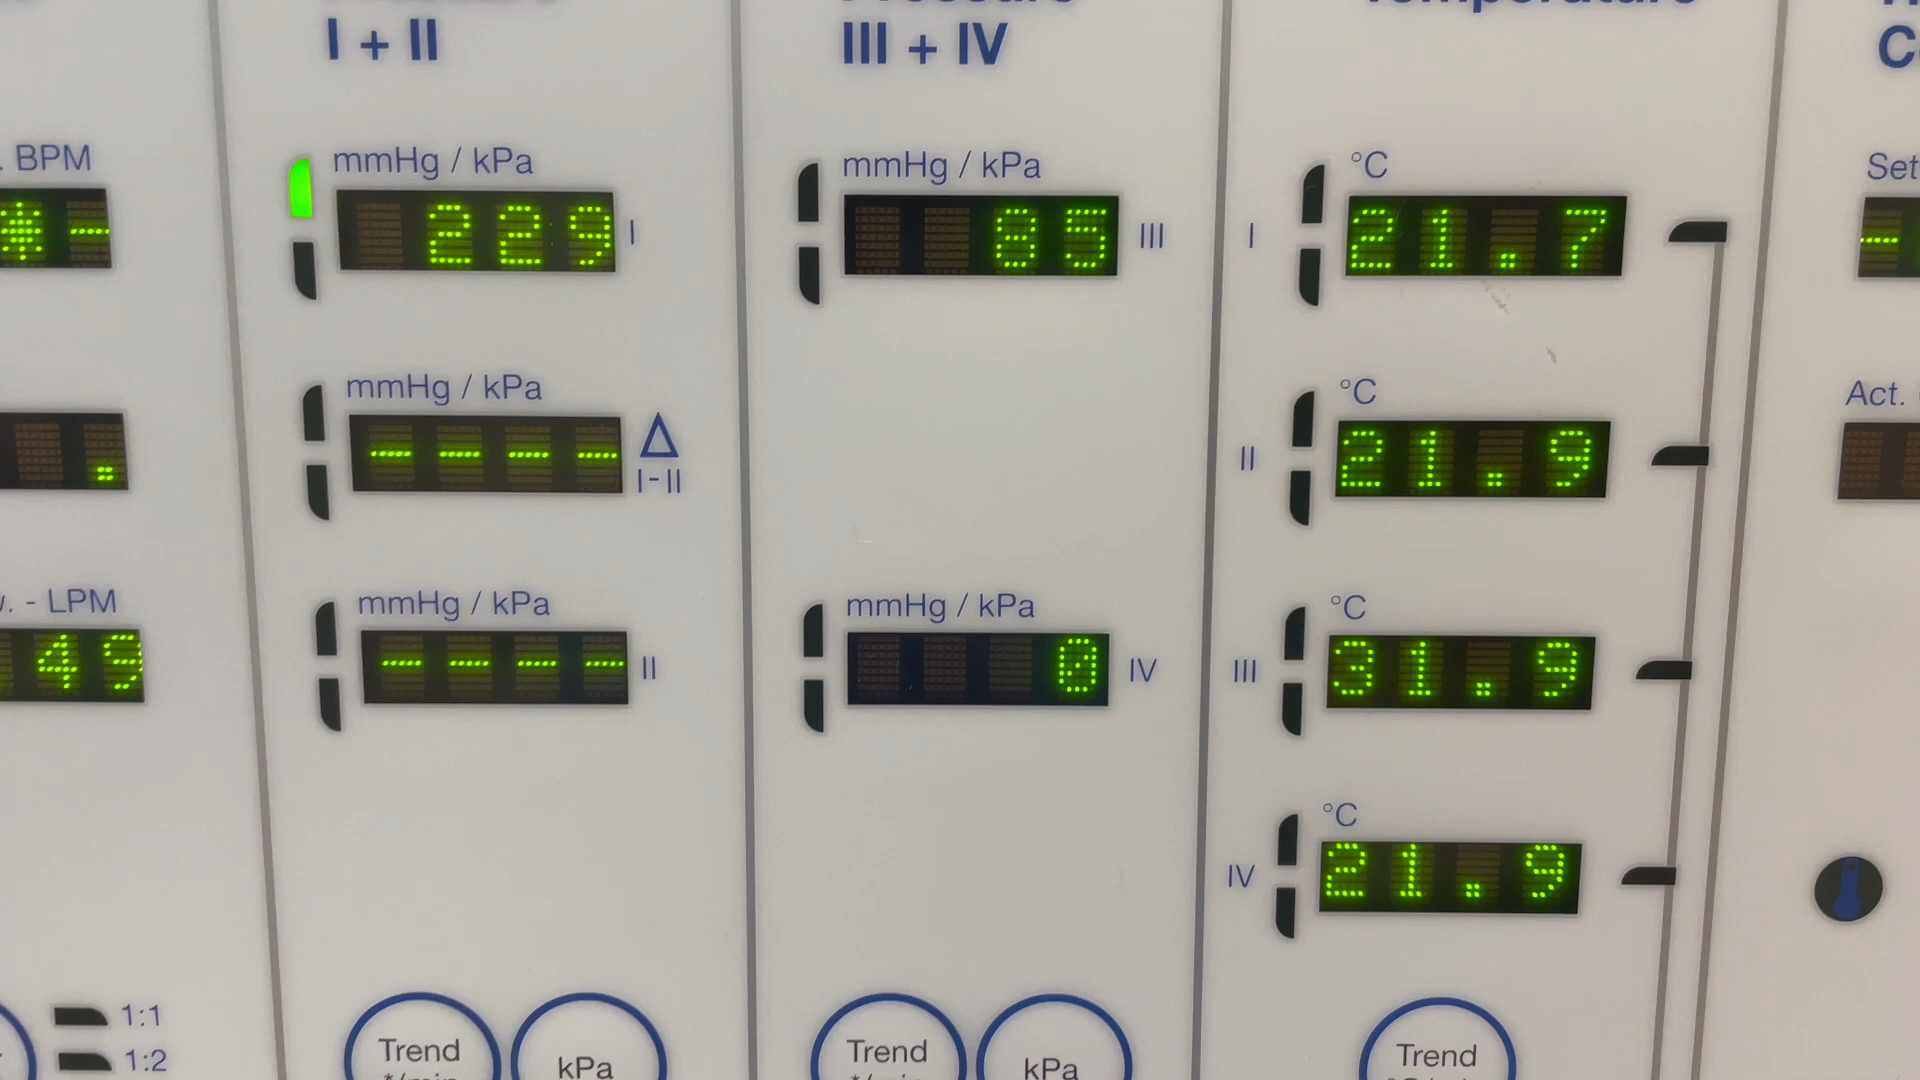 I + II
III + IV
BPM
mmHg / kPa
229
I
mmHg / kPa
85
III
°C
I
21.7
Set
mmHg / kPa
----
Δ
I-II
°C
II
21.9
Act.
- LPM
49
mmHg / kPa
----
II
mmHg / kPa
0
IV
°C
III
31.9
°C
IV
21.9
1:1
1:2
Trend
kPa
Trend
kPa
Trend